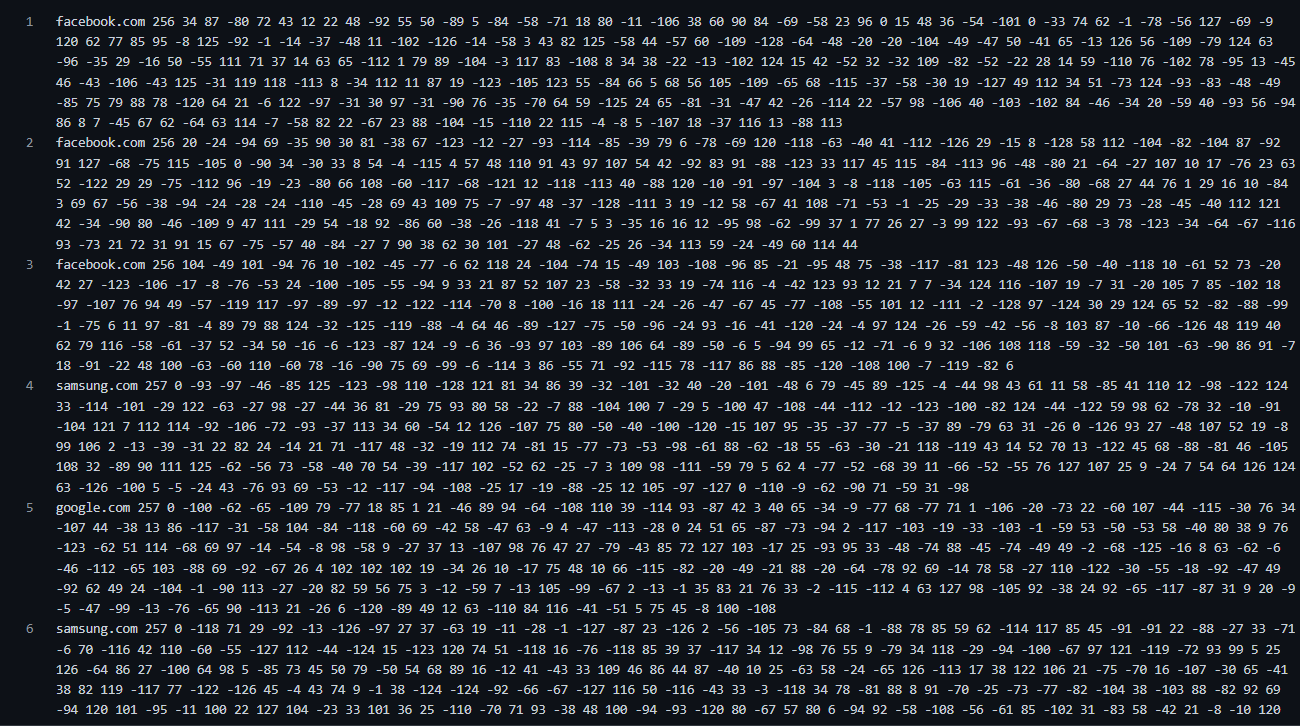 1 facebook.com 256 34 87 -80 72 43 12 22 48 -92 55 50 -89 5 -84 -58 -71 18 80 -11 -106 38 60 90 84 -69 -58 23 96 0 15 48 36 -54 -101 0 -33 74 62 -1 -78 -56 127 -69 -9
120 62 77 85 95 -8 125 -92 -1 -14 -37 -48 11 -102 -126 -14 -58 3 43 82 125 -58 44 -57 60 -109 -128 -64 -48 -20 -20 -104 -49 -47 50 -41 65 -13 126 56 -109 -79 124 63
-96 -35 29 -16 50 -55 111 71 37 14 63 65 -112 1 79 89 -104 -3 117 83 -108 8 34 38 -22 -13 -102 124 15 42 -52 32 -32 109 -82 -52 -22 28 14 59 -110 76 -102 78 -95 13 -45
46 -43 -106 -43 125 -31 119 118 -113 8 -34 112 11 87 19 -123 -105 123 55 -84 66 5 68 56 105 -109 -65 68 -115 -37 -58 -30 19 -127 49 112 34 51 -73 124 -93 -83 -48 -49
-85 75 79 88 78 -120 64 21 -6 122 -97 -31 30 97 -31 -90 76 -35 -70 64 59 -125 24 65 -81 -31 -47 42 -26 -114 22 -57 98 -106 40 -103 -102 84 -46 -34 20 -59 40 -93 56 -94
86 8 7 -45 67 62 -64 63 114 -7 -58 82 22 -67 23 88 -104 -15 -110 22 115 -4 -8 5 -107 18 -37 116 13 -88 113
2 facebook.com 256 20 -24 -94 69 -35 90 30 81 -38 67 -123 -12 -27 -93 -114 -85 -39 79 6 -78 -69 120 -118 -63 -40 41 -112 -126 29 -15 8 -128 58 112 -104 -82 -104 87 -92
91 127 -68 -75 115 -105 0 -90 34 -30 33 8 54 -4 -115 4 57 48 110 91 43 97 107 54 42 -92 83 91 -88 -123 33 117 45 115 -84 -113 96 -48 -80 21 -64 -27 107 10 17 -76 23 63
52 -122 29 29 -75 -112 96 -19 -23 -80 66 108 -60 -117 -68 -121 12 -118 -113 40 -88 120 -10 -91 -97 -104 3 -8 -118 -105 -63 115 -61 -36 -80 -68 27 44 76 1 29 16 10 -84
3 69 67 -56 -38 -94 -24 -28 -24 -110 -45 -28 69 43 109 75 -7 -97 48 -37 -128 -111 3 19 -12 58 -67 41 108 -71 -53 -1 -25 -29 -33 -38 -46 -80 29 73 -28 -45 -40 112 121
42 -34 -90 80 -46 -109 9 47 111 -29 54 -18 92 -86 60 -38 -26 -118 41 -7 5 3 -35 16 16 12 -95 98 -62 -99 37 1 77 26 27 -3 99 122 -93 -67 -68 -3 78 -123 -34 -64 -67 -116
93 -73 21 72 31 91 15 67 -75 -57 40 -84 -27 7 90 38 62 30 101 -27 48 -62 -25 26 -34 113 59 -24 -49 60 114 44
3 facebook.com 256 104 -49 101 -94 76 10 -102 -45 -77 -6 62 118 24 -104 -74 15 -49 103 -108 -96 85 -21 -95 48 75 -38 -117 -81 123 -48 126 -50 -40 -118 10 -61 52 73 -20
42 27 -123 -106 -17 -8 -76 -53 24 -100 -105 -55 -94 9 33 21 87 52 107 23 -58 -32 33 19 -74 116 -4 -42 123 93 12 21 7 7 -34 124 116 -107 19 -7 31 -20 105 7 85 -102 18
-97 -107 76 94 49 -57 -119 117 -97 -89 -97 -12 -122 -114 -70 8 -100 -16 18 111 -24 -26 -47 -67 45 -77 -108 -55 101 12 -111 -2 -128 97 -124 30 29 124 65 52 -82 -88 -99
-1 -75 6 11 97 -81 -4 89 79 88 124 -32 -125 -119 -88 -4 64 46 -89 -127 -75 -50 -96 -24 93 -16 -41 -120 -24 -4 97 124 -26 -59 -42 -56 -8 103 87 -10 -66 -126 48 119 40
62 79 116 -58 -61 -37 52 -34 50 -16 -6 -123 -87 124 -9 -6 36 -93 97 103 -89 106 64 -89 -50 -6 5 -94 99 65 -12 -71 -6 9 32 -106 108 118 -59 -32 -50 101 -63 -90 86 91 -7
18 -91 -22 48 100 -63 -60 110 -60 78 -16 -90 75 69 -99 -6 -114 3 86 -55 71 -92 -115 78 -117 86 88 -85 -120 -108 100 -7 -119 -82 6
4 samsung.com 257 0 -93 -97 -46 -85 125 -123 -98 110 -128 121 81 34 86 39 -32 -101 -32 40 -20 -101 -48 6 79 -45 89 -125 -4 -44 98 43 61 11 58 -85 41 110 12 -98 -122 124
33 -114 -101 -29 122 -63 -27 98 -27 -44 36 81 -29 75 93 80 58 -22 -7 88 -104 100 7 -29 5 -100 47 -108 -44 -112 -12 -123 -100 -82 124 -44 -122 59 98 62 -78 32 -10 -91
-104 121 7 112 114 -92 -106 -72 -93 -37 113 34 60 -54 12 126 -107 75 80 -50 -40 -100 -120 -15 107 95 -35 -37 -77 -5 -37 89 -79 63 31 -26 0 -126 93 27 -48 107 52 19 -8
99 106 2 -13 -39 -31 22 82 24 -14 21 71 -117 48 -32 -19 112 74 -81 15 -77 -73 -53 -98 -61 88 -62 -18 55 -63 -30 -21 118 -119 43 14 52 70 13 -122 45 68 -88 -81 46 -105
108 32 -89 90 111 125 -62 -56 73 -58 -40 70 54 -39 -117 102 -52 62 -25 -7 3 109 98 -111 -59 79 5 62 4 -77 -52 -68 39 11 -66 -52 -55 76 127 107 25 9 -24 7 54 64 126 124
63 -126 -100 5 -5 -24 43 -76 93 69 -53 -12 -117 -94 -108 -25 17 -19 -88 -25 12 105 -97 -127 0 -110 -9 -62 -90 71 -59 31 -98
5 google.com 257 0 -100 -62 -65 -109 79 -77 18 85 1 21 -46 89 94 -64 -108 110 39 -114 93 -87 42 3 40 65 -34 -9 -77 68 -77 71 1 -106 -20 -73 22 -60 107 -44 -115 -30 76 34
-107 44 -38 13 86 -117 -31 -58 104 -84 -118 -60 69 -42 58 -47 63 -9 4 -47 -113 -28 0 24 51 65 -87 -73 -94 2 -117 -103 -19 -33 -103 -1 -59 53 -50 -53 58 -40 80 38 9 76
-123 -62 51 114 -68 69 97 -14 -54 -8 98 -58 9 -27 37 13 -107 98 76 47 27 -79 -43 85 72 127 103 -17 25 -93 95 33 -48 -74 88 -45 -74 -49 49 -2 -68 -125 -16 8 63 -62 -6
-46 -112 -65 103 -88 69 -92 -67 26 4 102 102 102 19 -34 26 10 -17 75 48 10 66 -115 -82 -20 -49 -21 88 -20 -64 -78 92 69 -14 78 58 -27 110 -122 -30 -55 -18 -92 -47 49
-92 62 49 24 -104 -1 -90 113 -27 -20 82 59 56 75 3 -12 -59 7 -13 105 -99 -67 2 -13 -1 35 83 21 76 33 -2 -115 -112 4 63 127 98 -105 92 -38 24 92 -65 -117 -87 31 9 20 -9
-5 -47 -99 -13 -76 -65 90 -113 21 -26 6 -120 -89 49 12 63 -110 84 116 -41 -51 5 75 45 -8 100 -108
6 samsung.com 257 0 -118 71 29 -92 -13 -126 -97 27 37 -63 19 -11 -28 -1 -127 -87 23 -126 2 -56 -105 73 -84 68 -1 -88 78 85 59 62 -114 117 85 45 -91 -91 22 -88 -27 33 -71
-6 70 -116 42 110 -60 -55 -127 112 -44 -124 15 -123 120 74 51 -118 16 -76 -118 85 39 37 -117 34 12 -98 76 55 9 -79 34 118 -29 -94 -100 -67 97 121 -119 -72 93 99 5 25
126 -64 86 27 -100 64 98 5 -85 73 45 50 79 -50 54 68 89 16 -12 41 -43 33 109 46 86 44 87 -40 10 25 -63 58 -24 -65 126 -113 17 38 122 106 21 -75 -70 16 -107 -30 65 -41
38 82 119 -117 77 -122 -126 45 -4 43 74 9 -1 38 -124 -124 -92 -66 -67 -127 116 50 -116 -43 33 -3 -118 34 78 -81 88 8 91 -70 -25 -73 -77 -82 -104 38 -103 88 -82 92 69
-94 120 101 -95 -11 100 22 127 104 -23 33 101 36 25 -110 -70 71 93 -38 48 100 -94 -93 -120 80 -67 57 80 6 -94 92 -58 -108 -56 -61 85 -102 31 -83 58 -42 21 -8 -10 120